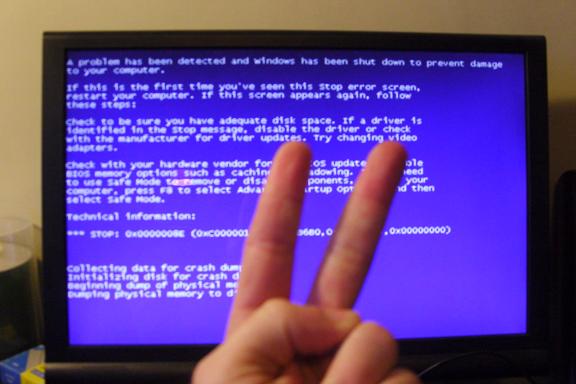 A problem has been detected and Windows has been shut down to prevent damage
to your computer.
If this is the first time you've seen this Stop error screen,
restart your computer. If this screen appears again, follow
these steps:
Check to be sure you have adequate disk space. If a driver is
identified in the Stop message, disable the driver or check
with the manufacturer for driver updates. Try changing video
adapters.
Check with your hardware vendor for
BIOS memory options such as
to use Safe Mode to remove or
computer, press F8 to select then
select Safe Mode.
Technical information:
*** STOP: 0x0000008E ,0x00000000)
Collecting data for crash
Initializing disk for crash
Beginning dump of physical
Dumping physical memory to